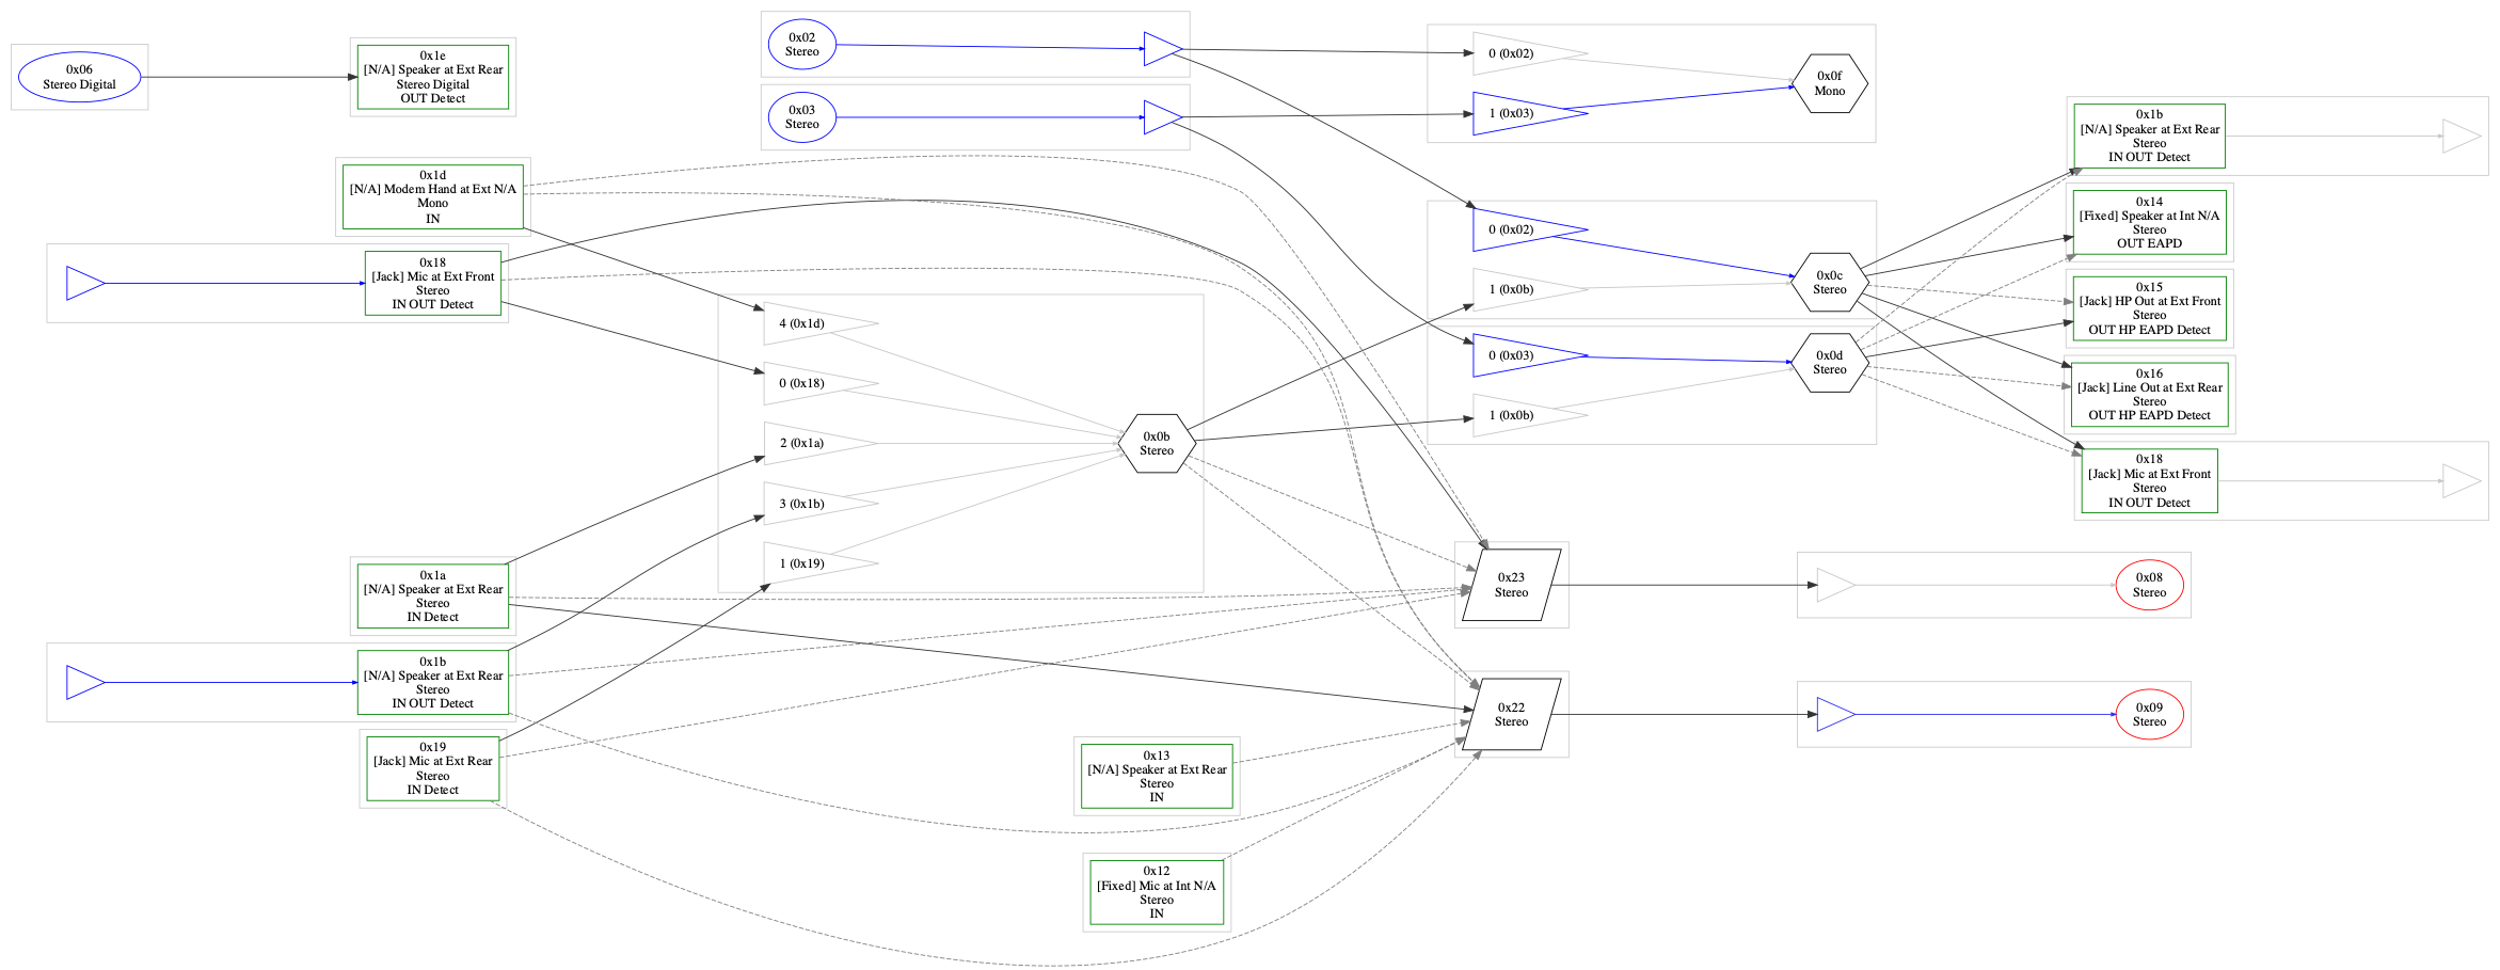 0x06
Stereo Digital
0x1e
[N/A] Speaker at Ext Rear
Stereo Digital
OUT Detect
0x02
Stereo
0x03
Stereo
0 (0x02)
1 (0x03)
0x0f
Mono
0x1d
[N/A] Modem Hand at Ext N/A
Mono
IN
0x18
[Jack] Mic at Ext Front
Stereo
IN OUT Detect
4 (0x1d)
0 (0x18)
2 (0x1a)
3 (0x1b)
1 (0x19)
0x0b
Stereo
0 (0x02)
1 (0x0b)
0x0c
Stereo
0 (0x03)
1 (0x0b)
0x0d
Stereo
0x1b
[N/A] Speaker at Ext Rear
Stereo
IN OUT Detect
0x14
[Fixed] Speaker at Int N/A
Stereo
OUT EAPD
0x15
[Jack] HP Out at Ext Front
Stereo
OUT HP EAPD Detect
0x16
[Jack] Line Out at Ext Rear
Stereo
OUT HP EAPD Detect
0x18
[Jack] Mic at Ext Front
Stereo
IN OUT Detect
0x1a
[N/A] Speaker at Ext Rear
Stereo
IN Detect
0x1b
[N/A] Speaker at Ext Rear
Stereo
IN OUT Detect
0x19
[Jack] Mic at Ext Rear
Stereo
IN Detect
0x23
Stereo
0x08
Stereo
0x22
Stereo
0x09
Stereo
0x13
[N/A] Speaker at Ext Rear
Stereo
IN
0x12
[Fixed] Mic at Int N/A
Stereo
IN